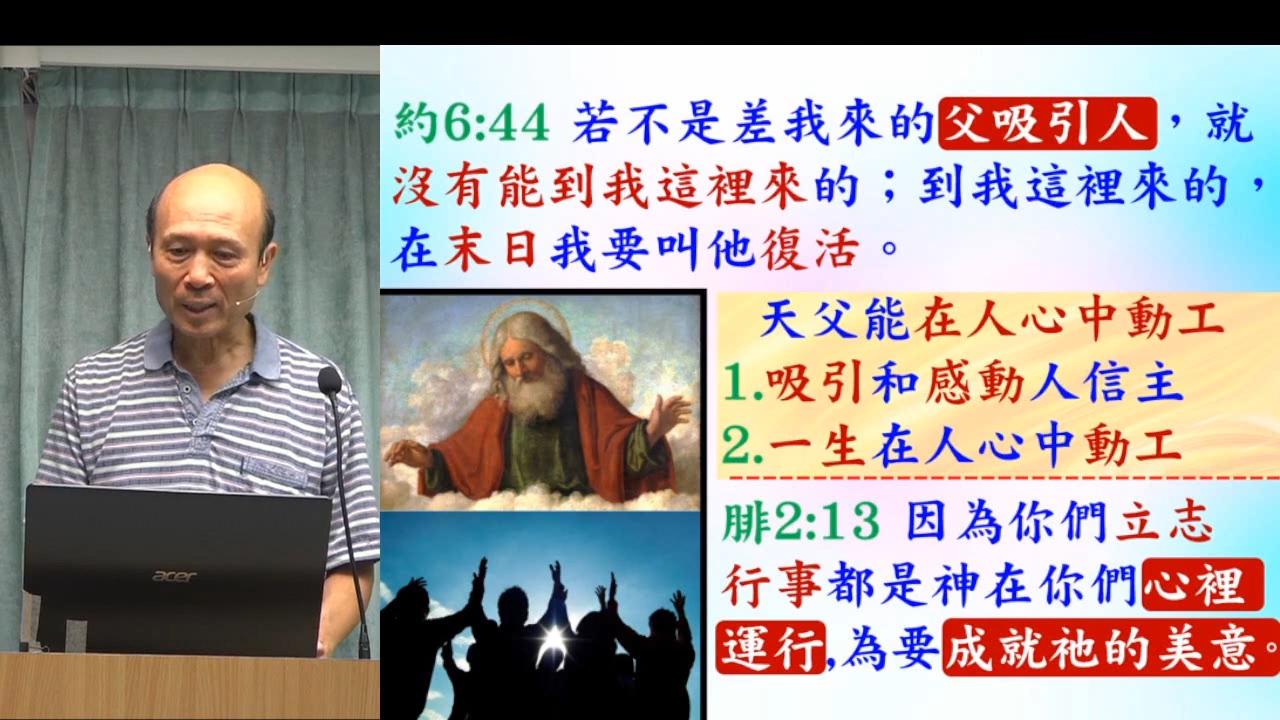 約6:44 若不是差我來的父吸引人，就
沒有能到我這裡來的；到我這裡來的，
在末日我要叫他復活。
天父能在人心中動工
1.吸引和感動人信主
2.一生在人心中動工
腓2:13 因為你們立志
行事都是神在你們心裡
運行,為要成就祂的美意。
acer